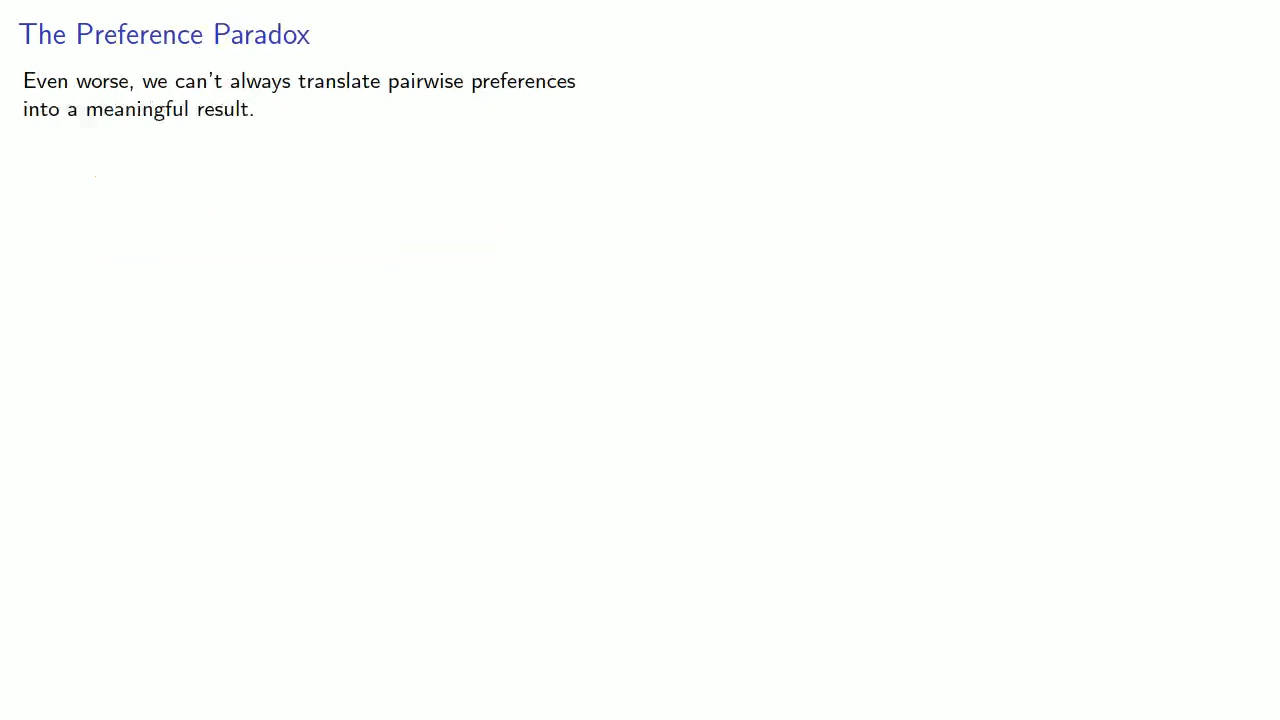 The Preference Paradox
Even worse, we can't always translate pairwise preferences
into a meaningful result.